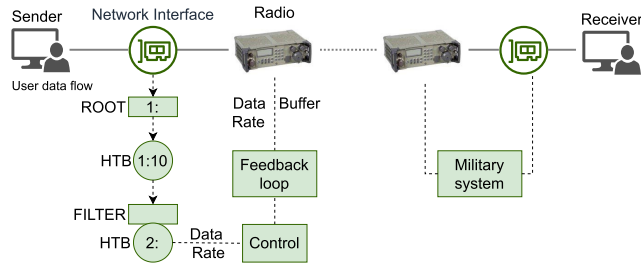 Sender
Network Interface
Radio
Receiver
User data flow
ROOT 1:
Data Rate
Buffer
HTB 1:10
Feedback loop
Military system
FILTER
HTB 2:
Data Rate
Control